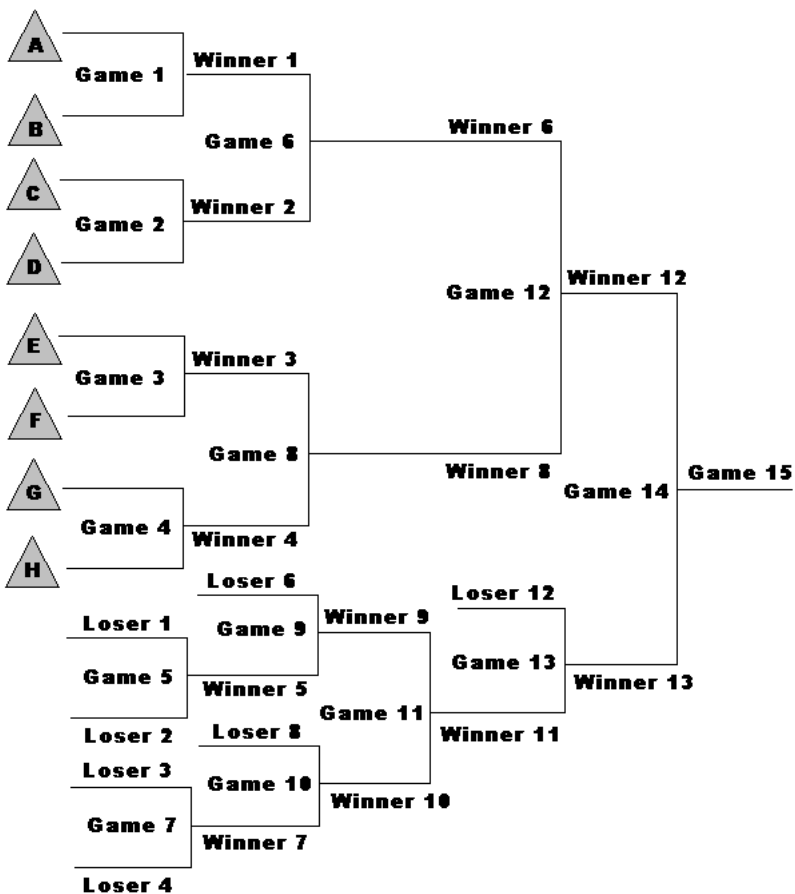 A
Winner 1
Game 1
B
Winner 6
Game 6
C
Winner 2
Game 2
D
Winner 12
Game 12
E
Winner 3
Game 3
F
Game 8
Winner 8
Game 15
G
Game 14
Game 4
Winner 4
H
Loser 6
Loser 12
Loser 1
Winner 9
Game 9
Game 13
Game 5
Winner 5
Winner 13
Game 11
Loser 2
Loser 8
Winner 11
Loser 3
Game 10
Winner 10
Game 7
Winner 7
Loser 4